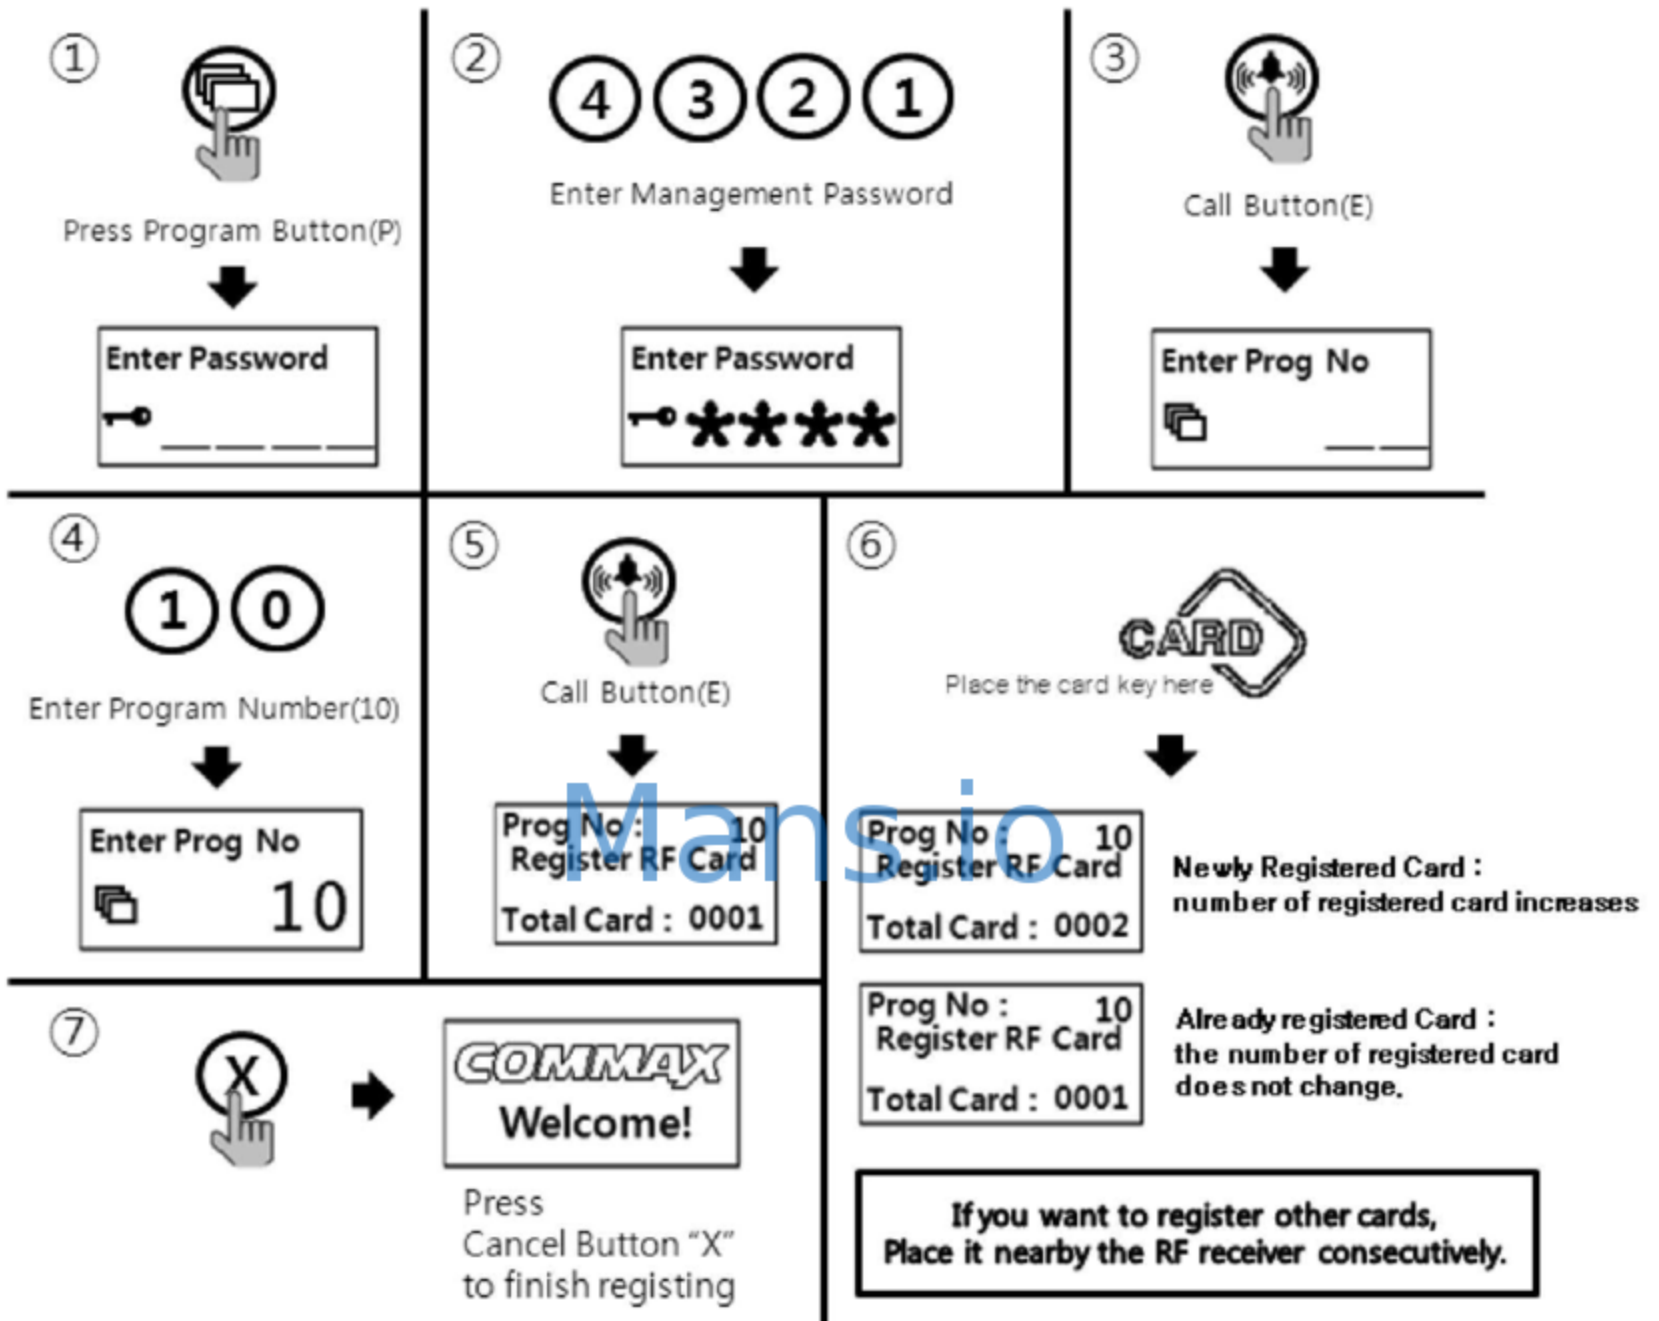 ①
Press Program Button(P)
Enter Password
②
4 3 2 1
Enter Management Password
Enter Password
③
Call Button(E)
Enter Prog No
④
1 0
Enter Program Number(10)
Enter Prog No
10
⑤
Call Button(E)
Prog No : 10
Register RF Card
Total Card : 0001
⑥
CARD
Place the card key here
Prog No : 10
Register RF Card
Total Card : 0002
Newly Registered Card :
number of registered card increases
Prog No : 10
Register RF Card
Total Card : 0001
Already registered Card :
the number of registered card
does not change.
If you want to register other cards,
Place it nearby the RF receiver consecutively.
⑦
X
COMMAX
Welcome!
Press
Cancel Button “X”
to finish registing
Mans.io